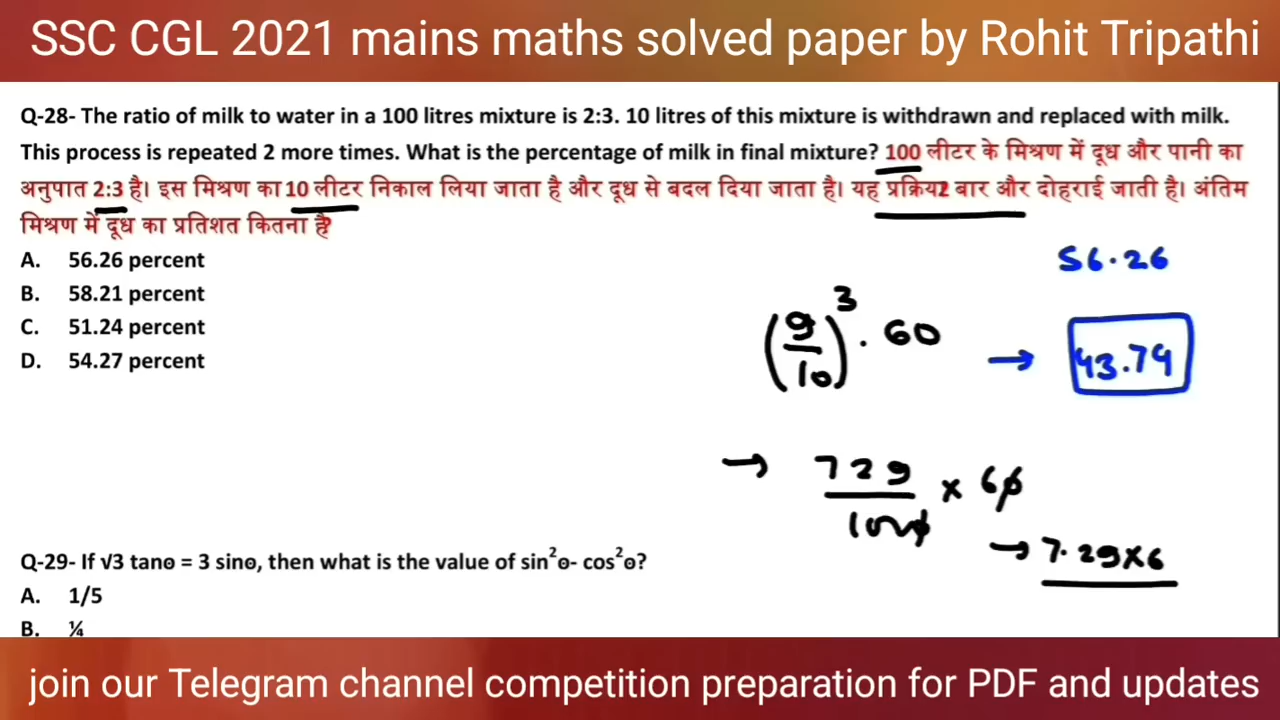 SSC CGL 2021 mains maths solved paper by Rohit Tripathi
Q-28- The ratio of milk to water in a 100 litres mixture is 2:3. 10 litres of this mixture is withdrawn and replaced with milk.
This process is repeated 2 more times. What is the percentage of milk in final mixture? 100 लीटर के मिश्रण में दूध और पानी का
अनुपात 2:3 है। इस मिश्रण का 10 लीटर निकाल लिया जाता है और दूध से बदल दिया जाता है। यह प्रक्रिया 2 बार और दोहराई जाती है। अंतिम
मिश्रण में दूध का प्रतिशत कितना है?
A. 56.26 percent
B. 58.21 percent
C. 51.24 percent
D. 54.27 percent
56.26
(9/10)³ . 60 → 43.74
→ 729/1000 × 60
→ 7.29×6
Q-29- If √3 tanɵ = 3 sinɵ, then what is the value of sin²ɵ- cos²ɵ?
A. 1/5
B. ¼
join our Telegram channel competition preparation for PDF and updates